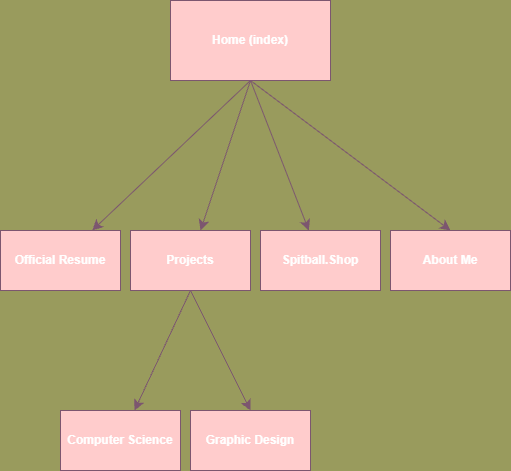 Home (index)
Official Resume
Projects
Spitball.Shop
About Me
Computer Science
Graphic Design